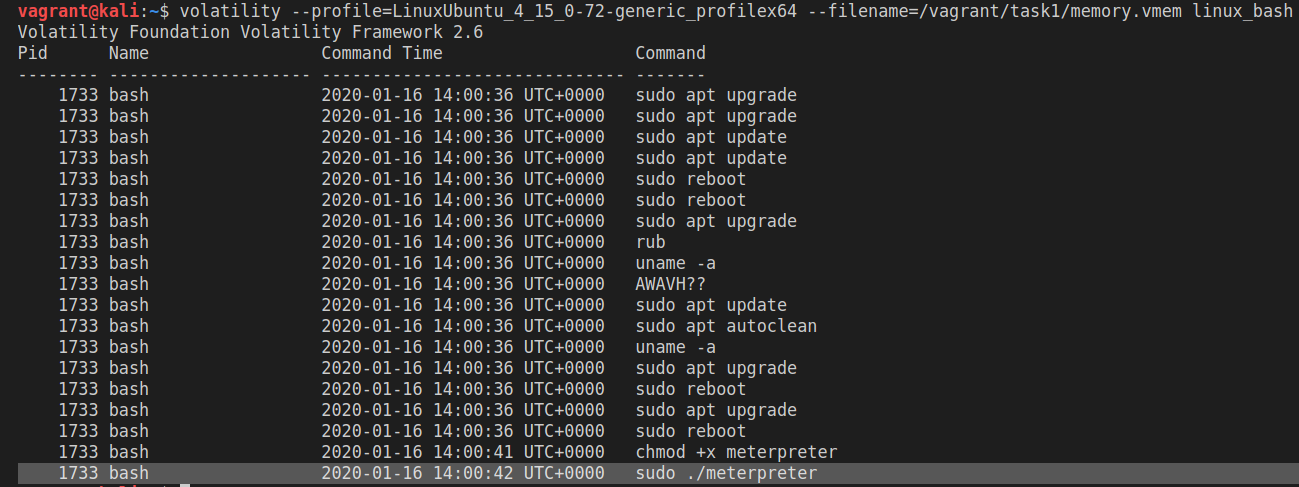 vagrant@kali:~$ volatility --profile=LinuxUbuntu_4_15_0-72-generic_profilex64 --filename=/vagrant/task1/memory.vmem linux_bash
Volatility Foundation Volatility Framework 2.6
Pid      Name                 Command Time                   Command
-------- -------------------- ------------------------------ -------
    1733 bash                 2020-01-16 14:00:36 UTC+0000   sudo apt upgrade
    1733 bash                 2020-01-16 14:00:36 UTC+0000   sudo apt upgrade
    1733 bash                 2020-01-16 14:00:36 UTC+0000   sudo apt update
    1733 bash                 2020-01-16 14:00:36 UTC+0000   sudo apt update
    1733 bash                 2020-01-16 14:00:36 UTC+0000   sudo reboot
    1733 bash                 2020-01-16 14:00:36 UTC+0000   sudo reboot
    1733 bash                 2020-01-16 14:00:36 UTC+0000   sudo apt upgrade
    1733 bash                 2020-01-16 14:00:36 UTC+0000   rub
    1733 bash                 2020-01-16 14:00:36 UTC+0000   uname -a
    1733 bash                 2020-01-16 14:00:36 UTC+0000   AWAVH??
    1733 bash                 2020-01-16 14:00:36 UTC+0000   sudo apt update
    1733 bash                 2020-01-16 14:00:36 UTC+0000   sudo apt autoclean
    1733 bash                 2020-01-16 14:00:36 UTC+0000   uname -a
    1733 bash                 2020-01-16 14:00:36 UTC+0000   sudo apt upgrade
    1733 bash                 2020-01-16 14:00:36 UTC+0000   sudo reboot
    1733 bash                 2020-01-16 14:00:36 UTC+0000   sudo apt upgrade
    1733 bash                 2020-01-16 14:00:36 UTC+0000   sudo reboot
    1733 bash                 2020-01-16 14:00:41 UTC+0000   chmod +x meterpreter
    1733 bash                 2020-01-16 14:00:42 UTC+0000   sudo ./meterpreter